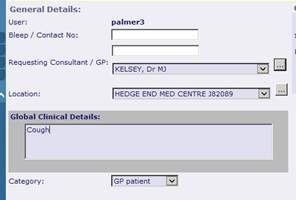 General Details:
User: palmer3
Bleep / Contact No:
Requesting Consultant / GP: KELSEY, Dr MJ ...
Location: HEDGE END MED CENTRE J82089 ...
Global Clinical Details:
Cough
Category: GP patient